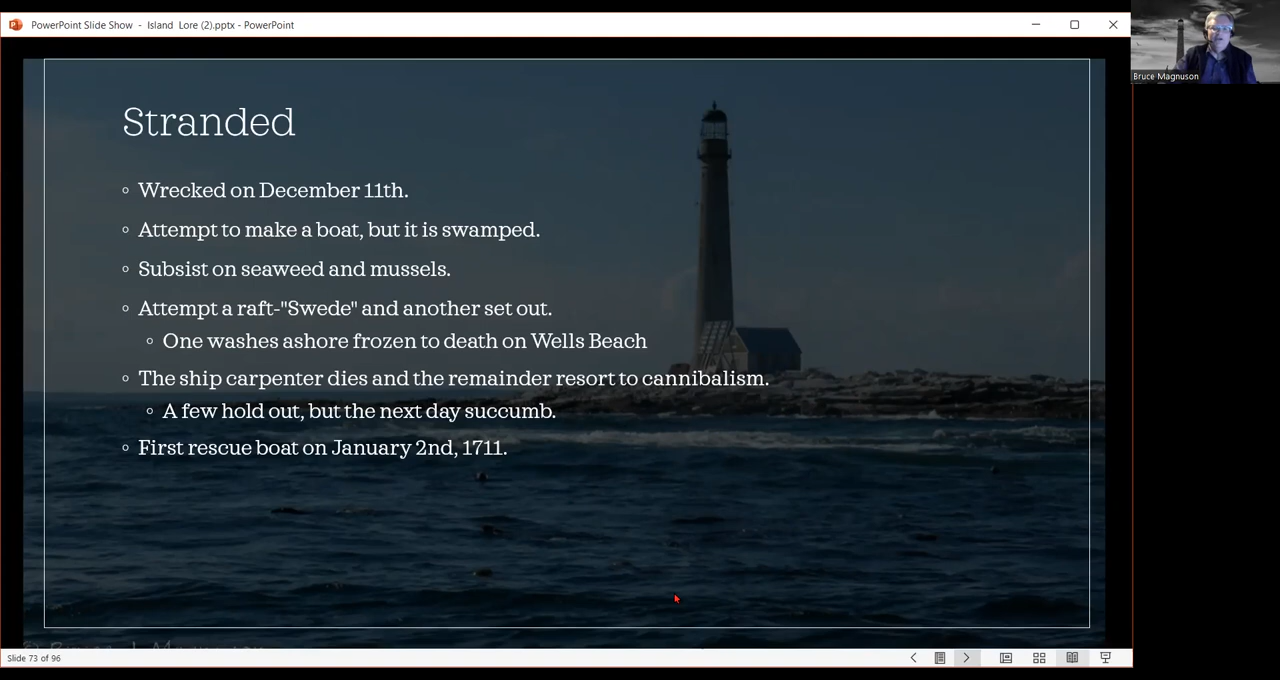 PowerPoint Slide Show - Island Lore (2).pptx - PowerPoint
Bruce Magnuson
Stranded
Wrecked on December 11th.
Attempt to make a boat, but it is swamped.
Subsist on seaweed and mussels.
Attempt a raft-"Swede" and another set out.
One washes ashore frozen to death on Wells Beach
The ship carpenter dies and the remainder resort to cannibalism.
A few hold out, but the next day succumb.
First rescue boat on January 2nd, 1711.
Slide 73 of 96